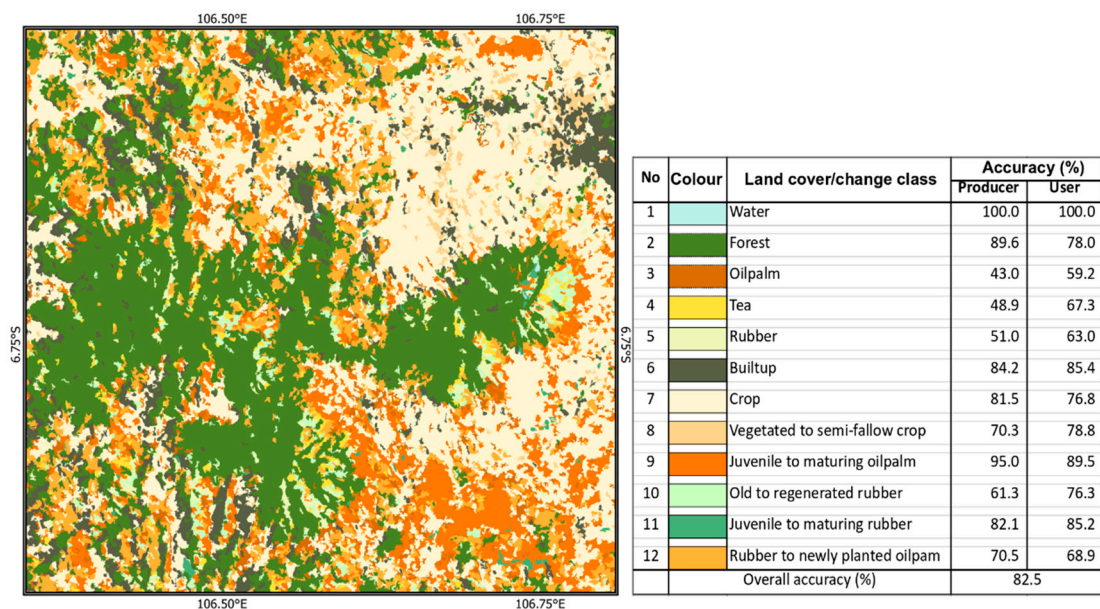 106.50°E 106.75°E
6.75°S 6.75°S
106.50°E 106.75°E
No Colour Land cover/change class Accuracy (%)
Producer User
1 Water 100.0 100.0
2 Forest 89.6 78.0
3 Oilpalm 43.0 59.2
4 Tea 48.9 67.3
5 Rubber 51.0 63.0
6 Builtup 84.2 85.4
7 Crop 81.5 76.8
8 Vegetated to semi-fallow crop 70.3 78.8
9 Juvenile to maturing oilpalm 95.0 89.5
10 Old to regenerated rubber 61.3 76.3
11 Juvenile to maturing rubber 82.1 85.2
12 Rubber to newly planted oilpam 70.5 68.9
Overall accuracy (%) 82.5